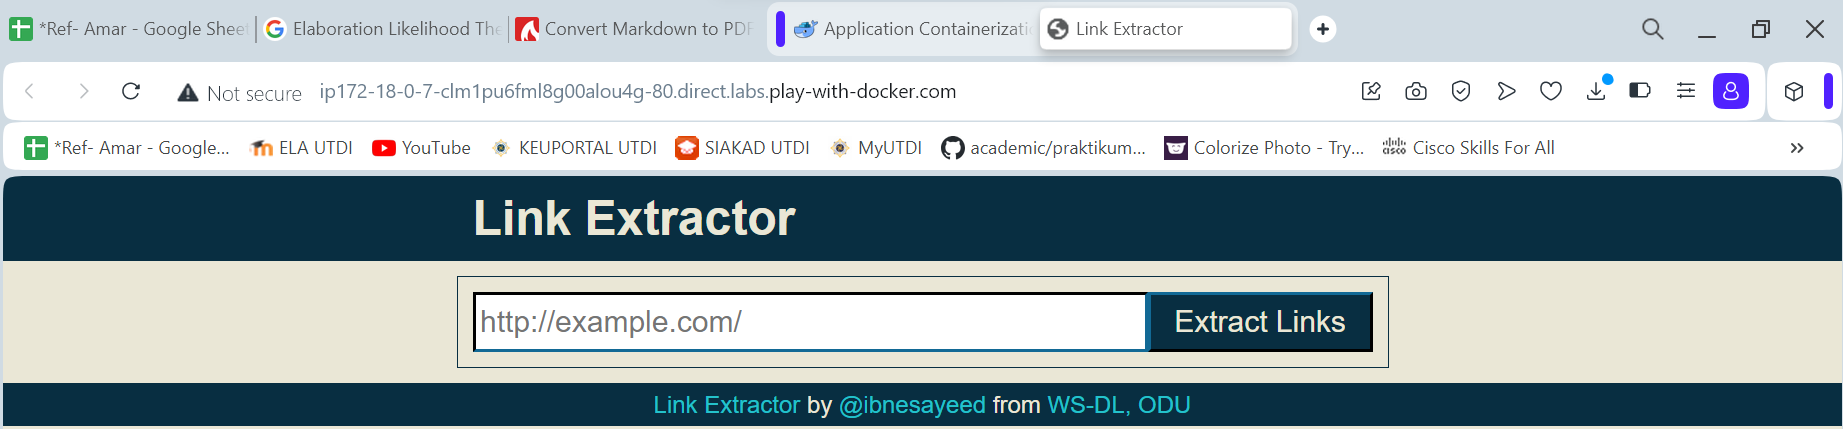 *Ref- Amar - Google Shee
Elaboration Likelihood The
Convert Markdown to PDF
Application Containerizati
Link Extractor
Not secure
ip172-18-0-7-clm1pu6fml8g00alou4g-80.direct.labs.play-with-docker.com
*Ref- Amar - Google...
ELA UTDI
YouTube
KEUPORTAL UTDI
SIAKAD UTDI
MyUTDI
academic/praktikum...
Colorize Photo - Try...
Cisco Skills For All
Link Extractor
http://example.com/
Extract Links
Link Extractor by @ibnesayeed from WS-DL, ODU